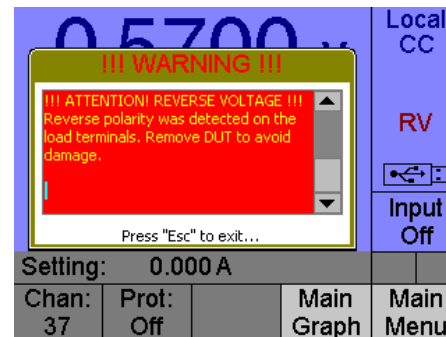 0.5700 v
Local
CC
!!! WARNING !!!
!!! ATTENTION! REVERSE VOLTAGE !!!
Reverse polarity was detected on the
load terminals. Remove DUT to avoid
damage.
RV
Press "Esc" to exit...
Input
Off
Setting: 0.000 A
Chan:
37
Prot:
Off
Main
Graph
Main
Menu